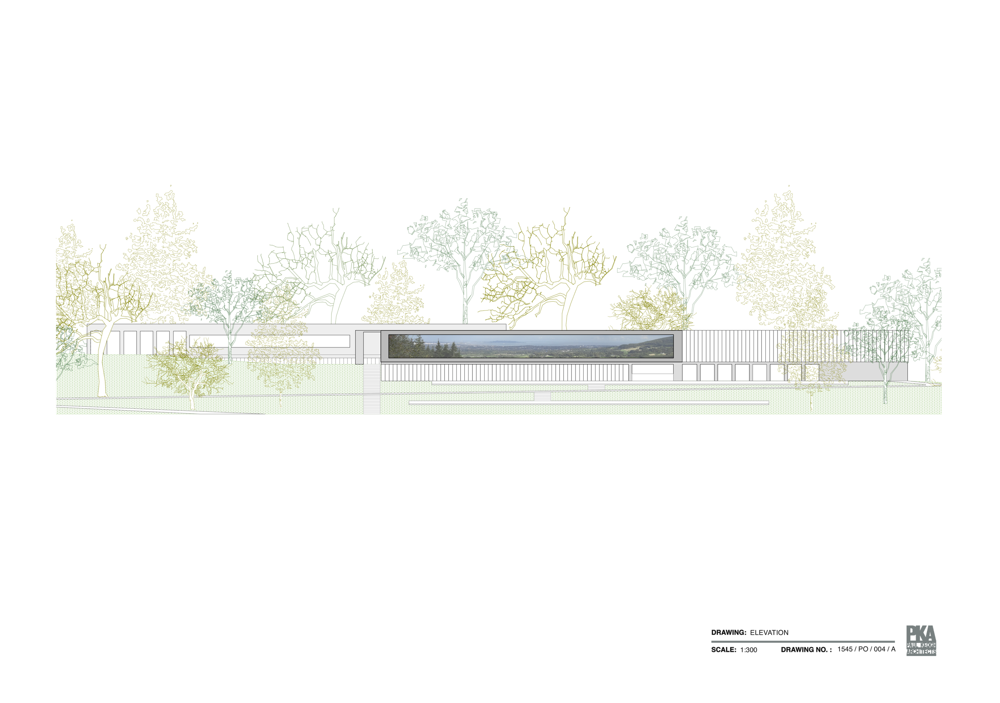 DRAWING: ELEVATION
SCALE: 1:300 DRAWING NO. : 1545 / PO / 004 / A
PKA
PAUL KEOGH
ARCHITECTS